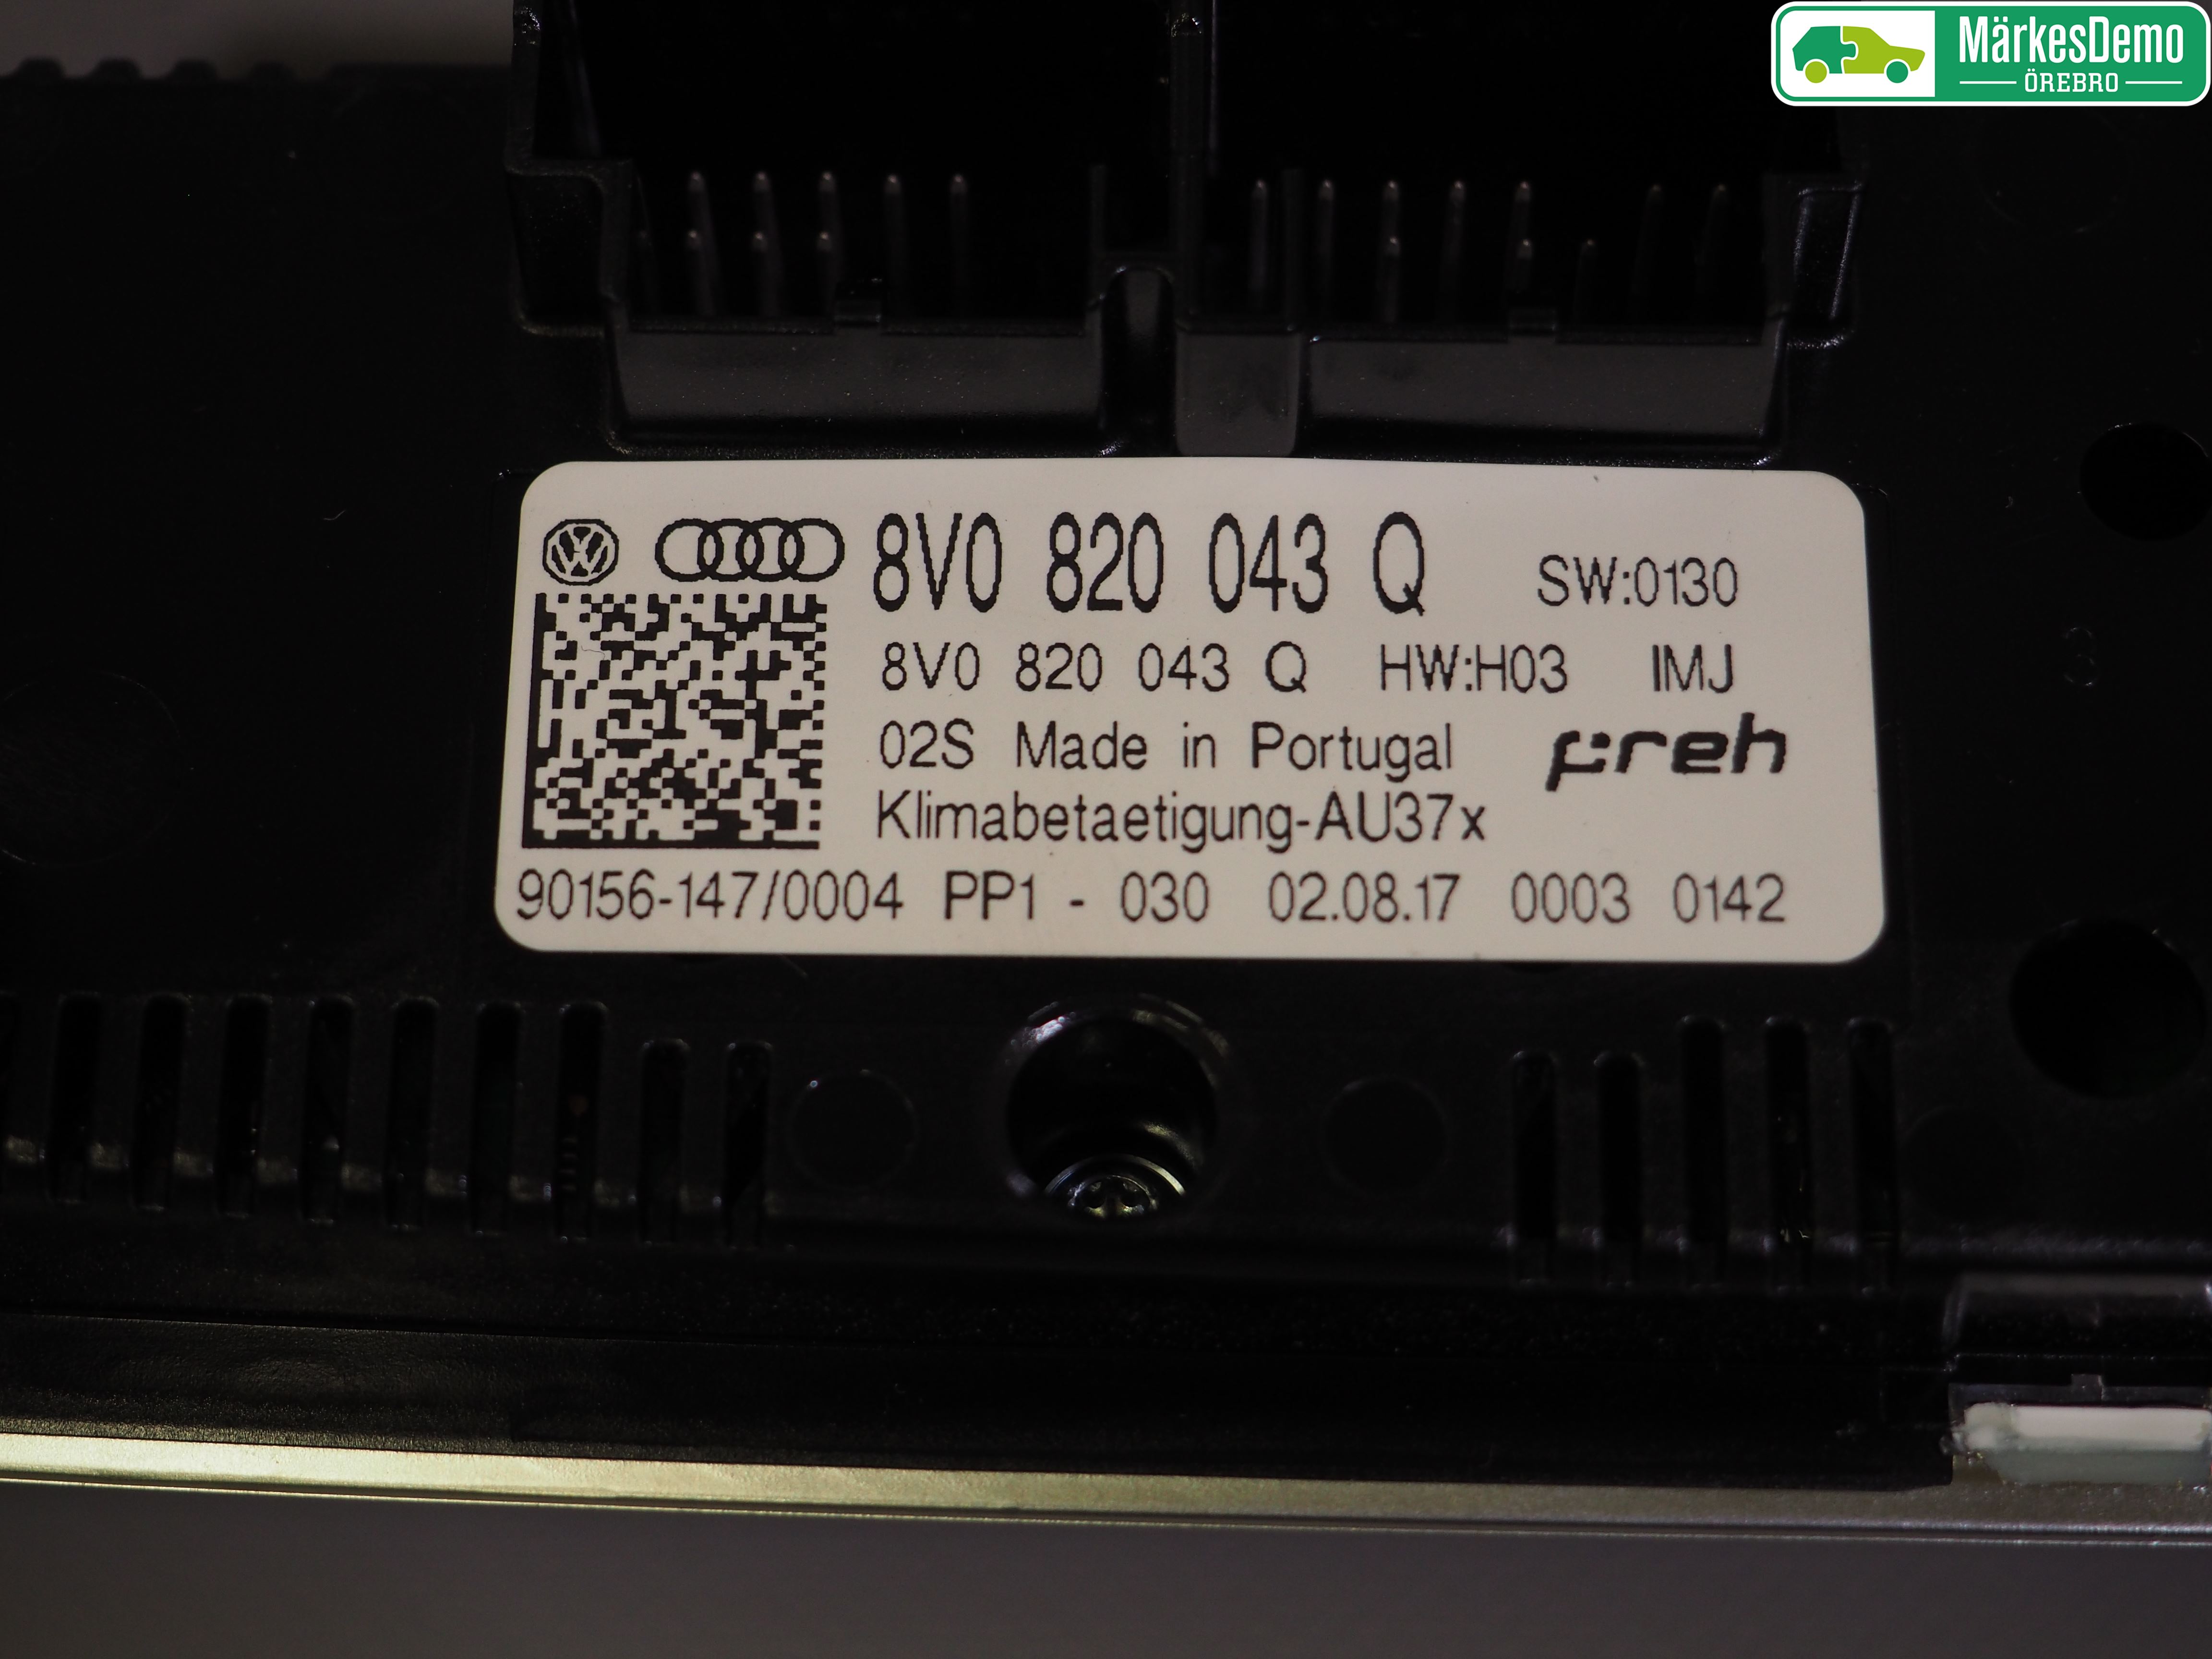 MärkesDemo
ÖREBRO
8V0 820 043 Q SW:0130
8V0 820 043 Q HW:H03 IMJ
02S Made in Portugal preh
Klimabetaetigung-AU37x
90156-147/0004 PP1 - 030 02.08.17 0003 0142
3